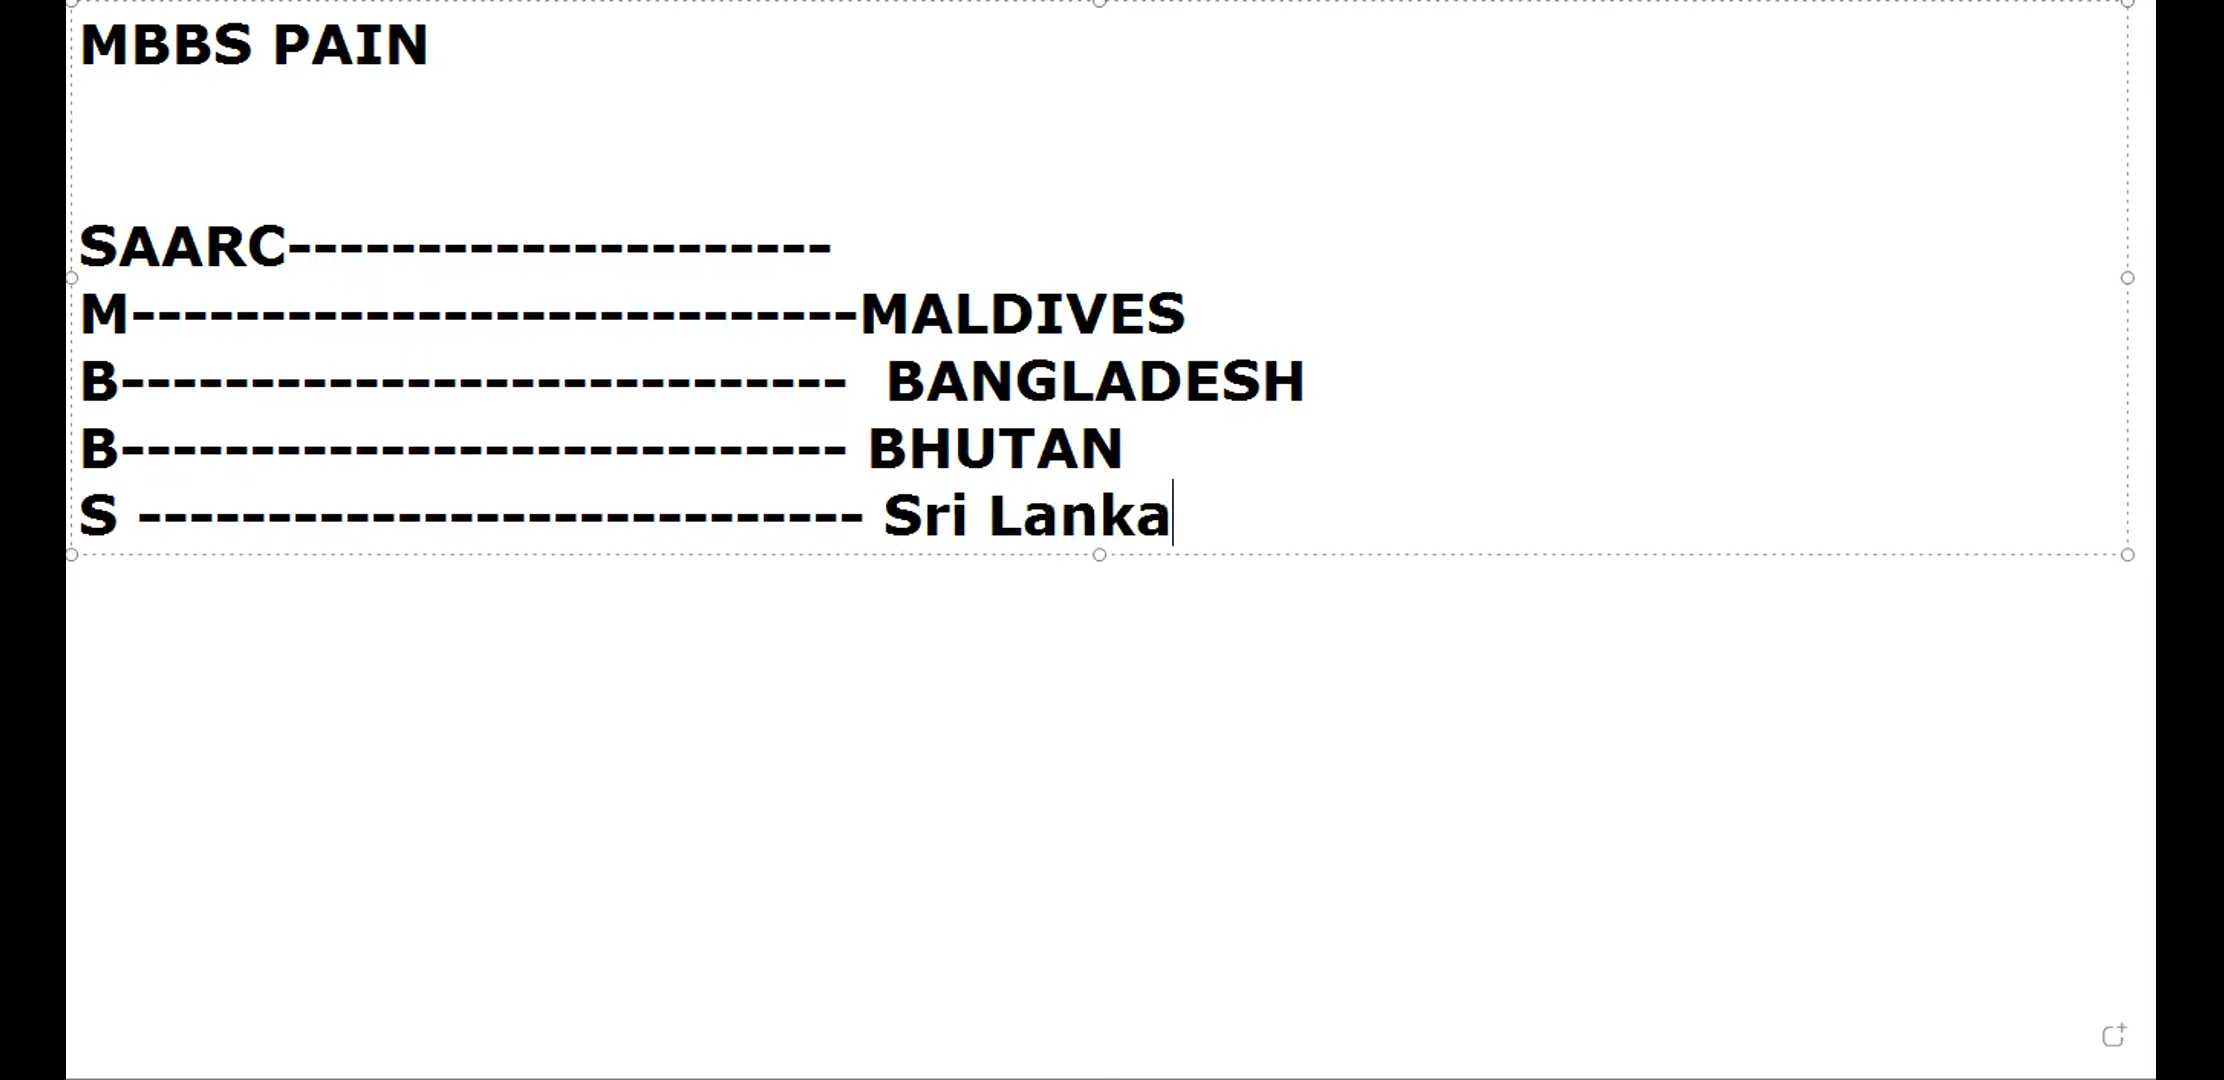 MBBS PAIN
SAARC---------------------
M----------------------------MALDIVES
B---------------------------- BANGLADESH
B---------------------------- BHUTAN
S ---------------------------- Sri Lanka